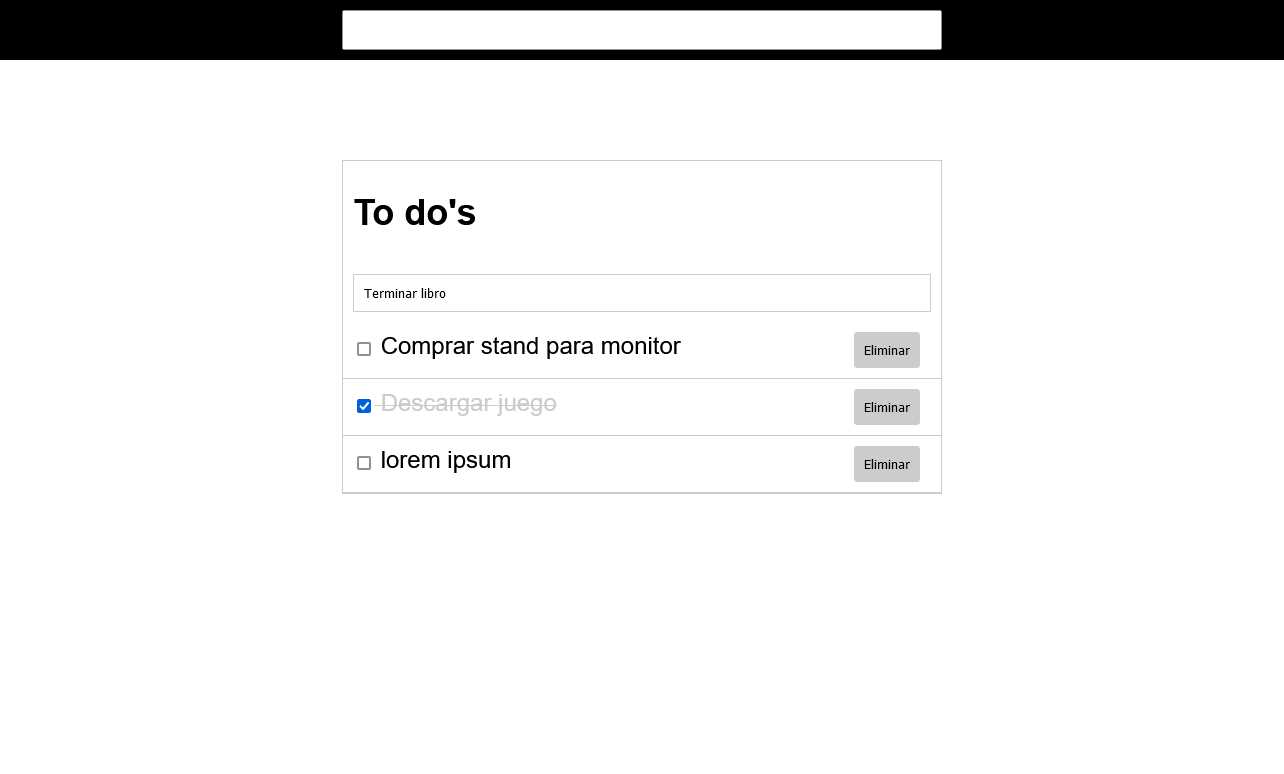 To do's
Terminar libro
Comprar stand para monitor
Eliminar
Descargar juego
Eliminar
lorem ipsum
Eliminar